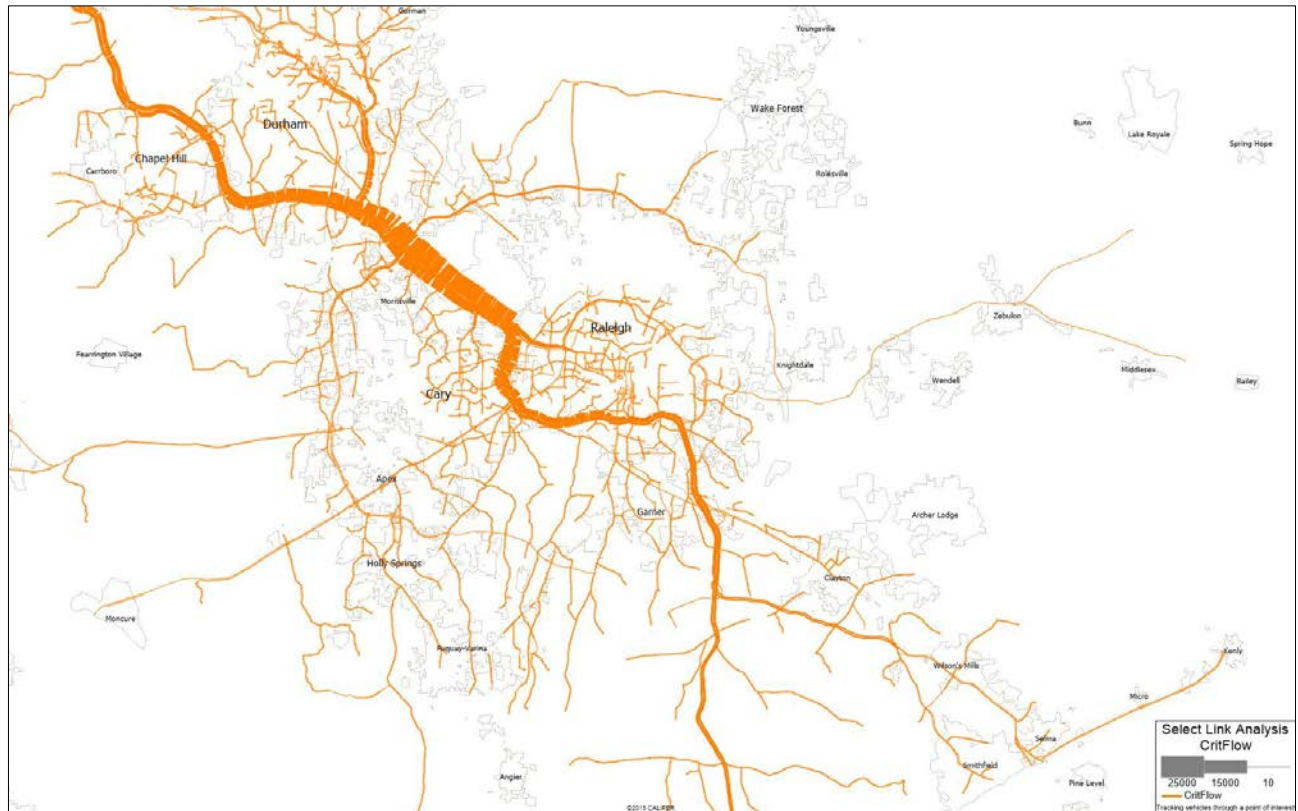 Gorman
Youngsville
Wake Forest
Durham
Bunn
Lake Royale
Spring Hope
Chapel Hill
Carrboro
Rolesville
Morrisville
Zebulon
Raleigh
Fearrington Village
Knightdale
Middlesex
Wendell
Bailey
Cary
Apex
Garner
Archer Lodge
Holly Springs
Clayton
Moncure
Fuquay-Varina
Kenly
Wilson's Mills
Micro
Selma
Smithfield
Angier
Pine Level
Select Link Analysis
CritFlow
25000 15000 10
CritFlow
Tracking vehicles through a point of interest
©2015 CALIPER